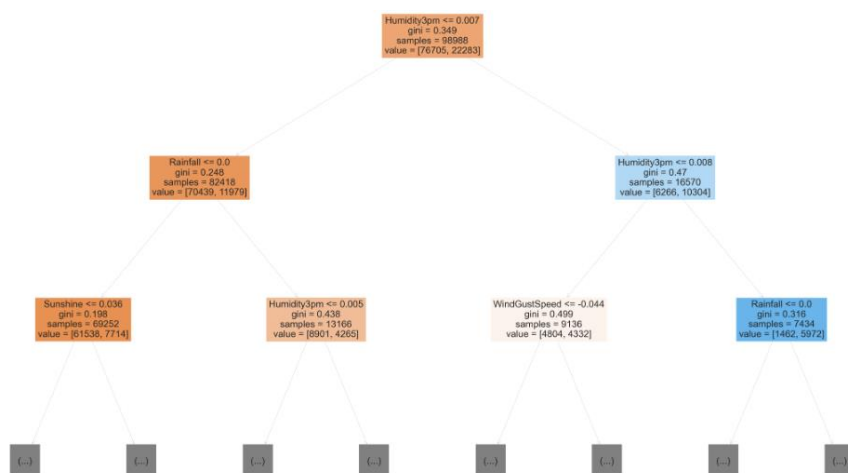 Humidity3pm <= 0.007
gini = 0.349
samples = 98988
value = [76705, 22283]
Rainfall <= 0.0
gini = 0.248
samples = 82418
value = [70439, 11979]
Humidity3pm <= 0.008
gini = 0.47
samples = 16570
value = [6266, 10304]
Sunshine <= 0.036
gini = 0.198
samples = 69252
value = [61538, 7714]
Humidity3pm <= 0.005
gini = 0.438
samples = 13166
value = [8901, 4265]
WindGustSpeed <= -0.044
gini = 0.499
samples = 9136
value = [4804, 4332]
Rainfall <= 0.0
gini = 0.316
samples = 7434
value = [1462, 5972]
(...)
(...)
(...)
(...)
(...)
(...)
(...)
(...)